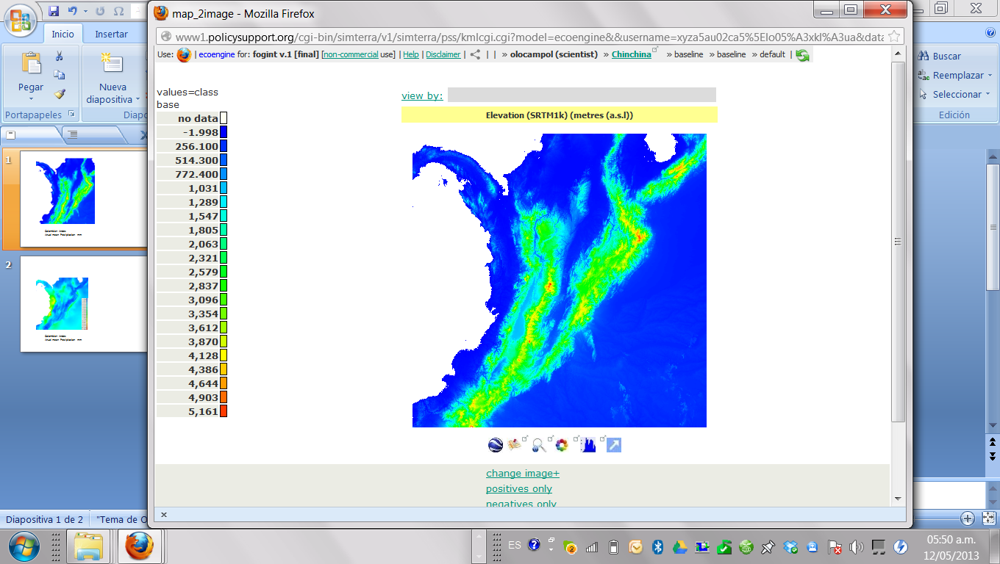 map_2image - Mozilla Firefox
Inicio
Insertar
www1.policysupport.org/cgi-bin/simterra/v1/simterra/pss/kmlcgi.cgi?model=ecoengine&&username=xyza5au02ca5%5Elo05%A3xkl%A3ua&data
Use: | ecoengine for: fogint v.1 [final] [non-commercial use] | Help | Disclaimer | | | » olocampol (scientist) » Chinchina » baseline » baseline » default |
Pegar
Nueva
diapositiva
Portapapeles
Buscar
Reemplazar
Seleccionar
Edición
values=class
base
view by:
Elevation (SRTM1k) (metres (a.s.l))
no data
-1.998
256.100
514.300
772.400
1,031
1,289
1,547
1,805
2,063
2,321
2,579
2,837
3,096
3,354
3,612
3,870
4,128
4,386
4,644
4,903
5,161
1
2
change image+
positives only
negatives only
x
Diapositiva 1 de 2
"Tema de O
ES
05:50 a.m.
12/05/2013